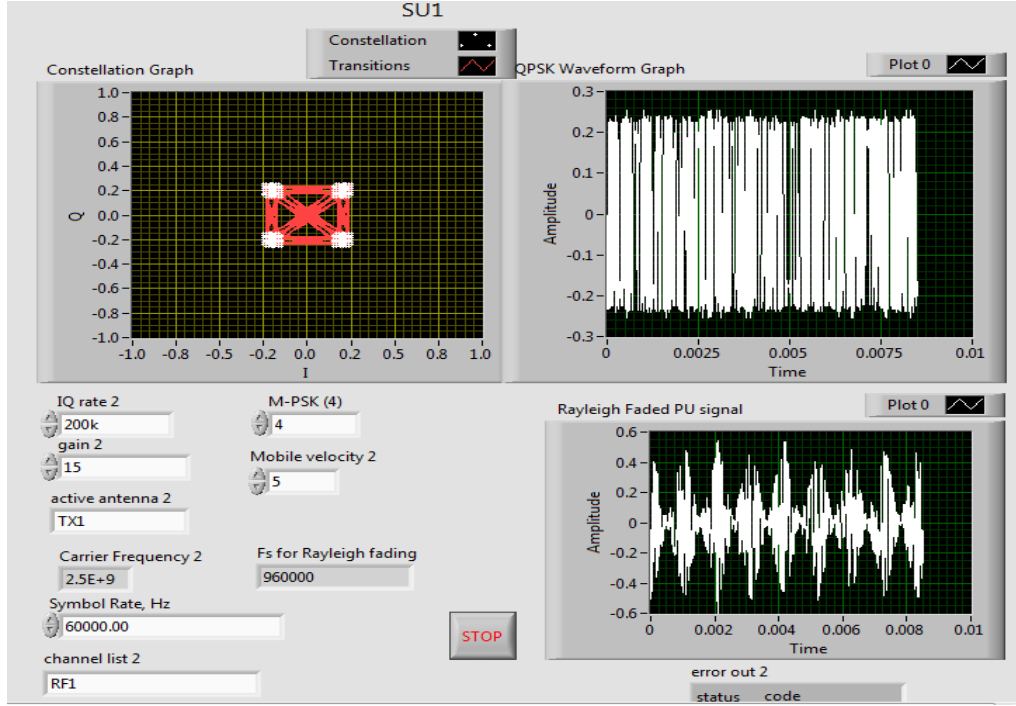 SU1
Constellation
Transitions
Constellation Graph
1.0
0.8
0.6
0.4
0.2
0.0
-0.2
-0.4
-0.6
-0.8
-1.0
Q
-1.0 -0.8 -0.5 -0.2 0.0 0.2 0.5 0.8 1.0
I
QPSK Waveform Graph
Plot 0
0.3
0.2
0.1
0
-0.1
-0.2
-0.3
Amplitude
0 0.0025 0.005 0.0075 0.01
Time
IQ rate 2
200k
gain 2
15
active antenna 2
TX1
M-PSK (4)
4
Mobile velocity 2
5
Carrier Frequency 2
2.5E+9
Fs for Rayleigh fading
960000
Symbol Rate, Hz
60000.00
channel list 2
RF1
STOP
Rayleigh Faded PU signal
Plot 0
0.6
0.4
0.2
0
-0.2
-0.4
-0.6
Amplitude
0 0.002 0.004 0.006 0.008 0.01
Time
error out 2
status code